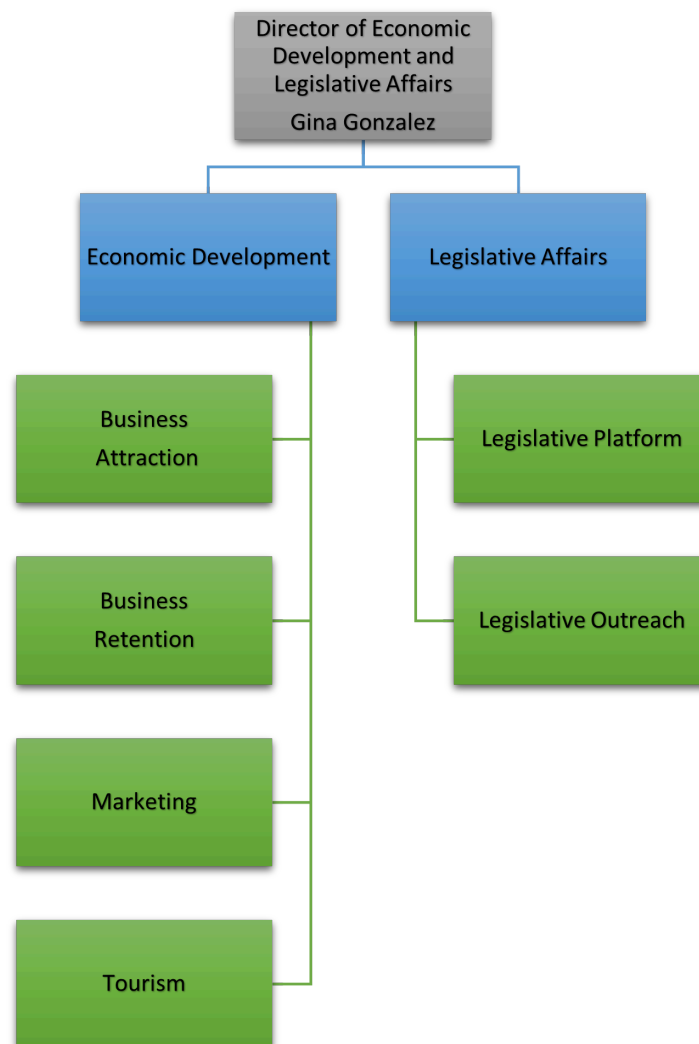 Director of Economic
Development and
Legislative Affairs
Gina Gonzalez
Economic Development
Legislative Affairs
Business
Attraction
Legislative Platform
Business
Retention
Legislative Outreach
Marketing
Tourism